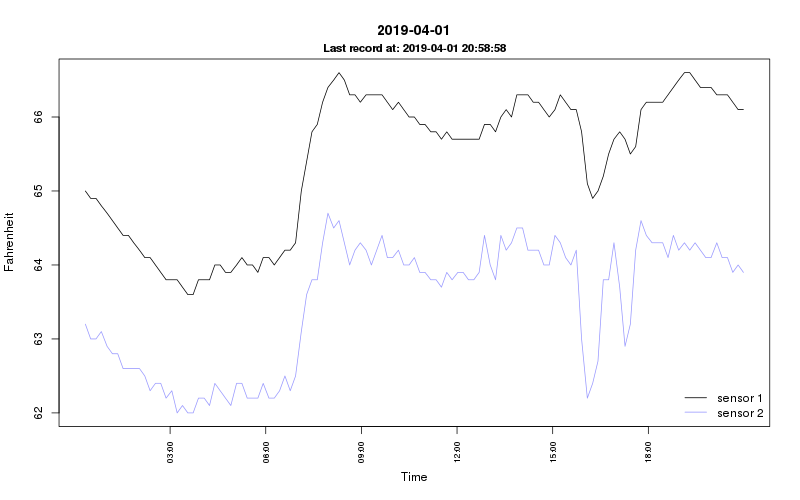 2019-04-01
Last record at: 2019-04-01 20:58:58
Fahrenheit
66
65
64
63
62
sensor 1
sensor 2
03:00 06:00 09:00 12:00 15:00 18:00
Time